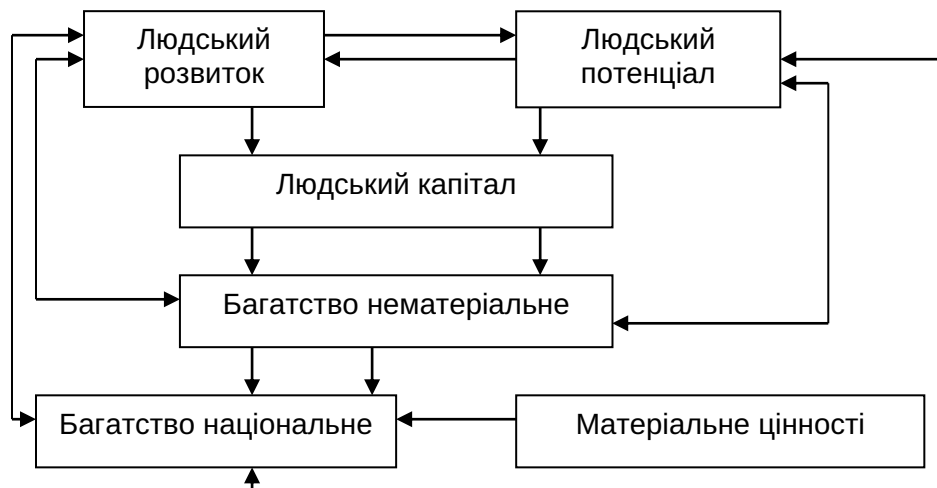 Людський
розвиток
Людський
потенціал
Людський капітал
Багатство нематеріальне
Багатство національне
Матеріальне цінності